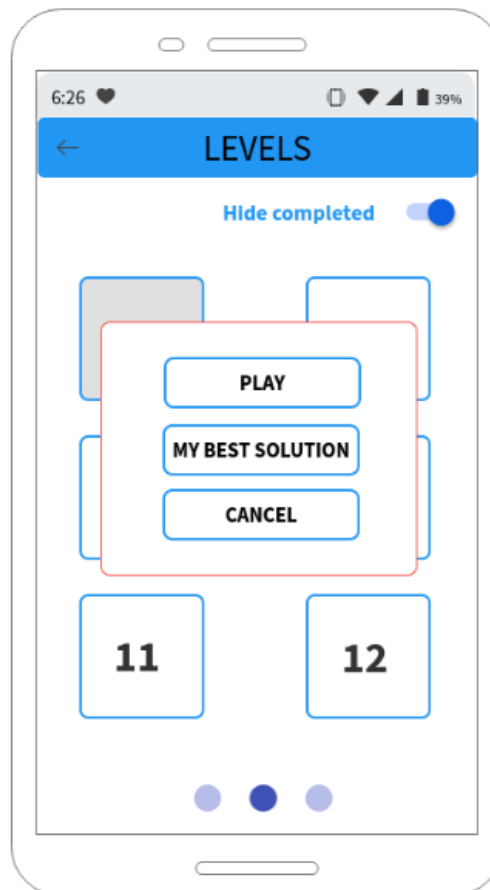 6:26 39%
LEVELS
Hide completed
PLAY
MY BEST SOLUTION
CANCEL
11 12